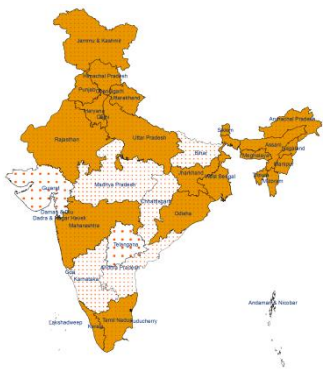 Jammu & Kashmir
Himachal Pradesh
Punjab
Chandigarh
Uttarakhand
Haryana
Delhi
Arunachal Pradesh
Sikkim
Rajasthan
Uttar Pradesh
Assam
Nagaland
Bihar
Meghalaya
Manipur
Jharkhand
West Bengal
Mizoram
Gujarat
Madhya Pradesh
Chhattisgarh
Daman & Diu
Dadra & Nagar Haveli
Odisha
Maharashtra
Telangana
Andhra Pradesh
Goa
Karnataka
Andaman & Nicobar
Lakshadweep
Tamil Nadu
Puducherry
Kerala